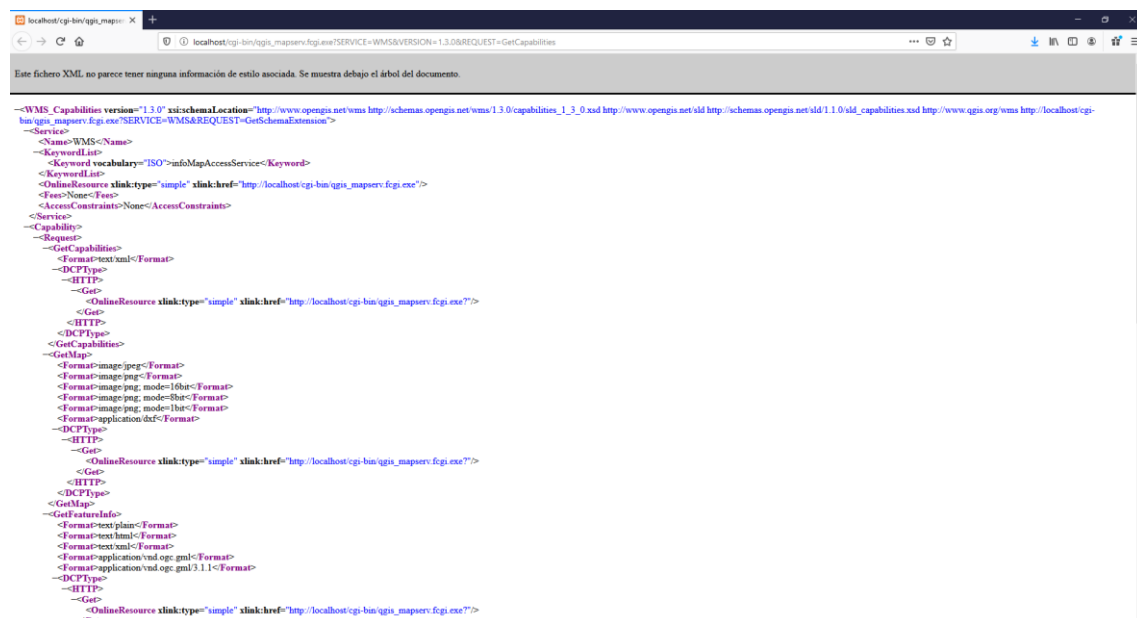 localhost/cgi-bin/qgis_mapser
localhost/cgi-bin/qgis_mapserv.fcgi.exe?SERVICE=WMS&VERSION=1.3.0&REQUEST=GetCapabilities
Este fichero XML no parece tener ninguna información de estilo asociada. Se muestra debajo el árbol del documento.
−<WMS_Capabilities version="1.3.0" xsi:schemaLocation="http://www.opengis.net/wms http://schemas.opengis.net/wms/1.3.0/capabilities_1_3_0.xsd http://www.opengis.net/sld http://schemas.opengis.net/sld/1.1.0/sld_capabilities.xsd http://www.qgis.org/wms http://localhost/cgi-
bin/qgis_mapserv.fcgi.exe?SERVICE=WMS&REQUEST=GetSchemaExtension">
−<Service>
<Name>WMS</Name>
−<KeywordList>
<Keyword vocabulary="ISO">infoMapAccessService</Keyword>
</KeywordList>
<OnlineResource xlink:type="simple" xlink:href="http://localhost/cgi-bin/qgis_mapserv.fcgi.exe"/>
<Fees>None</Fees>
<AccessConstraints>None</AccessConstraints>
</Service>
−<Capability>
−<Request>
−<GetCapabilities>
<Format>text/xml</Format>
−<DCPType>
−<HTTP>
−<Get>
<OnlineResource xlink:type="simple" xlink:href="http://localhost/cgi-bin/qgis_mapserv.fcgi.exe?"/>
</Get>
</HTTP>
</DCPType>
</GetCapabilities>
−<GetMap>
<Format>image/jpeg</Format>
<Format>image/png</Format>
<Format>image/png; mode=16bit</Format>
<Format>image/png; mode=8bit</Format>
<Format>image/png; mode=1bit</Format>
<Format>application/dxf</Format>
−<DCPType>
−<HTTP>
−<Get>
<OnlineResource xlink:type="simple" xlink:href="http://localhost/cgi-bin/qgis_mapserv.fcgi.exe?"/>
</Get>
</HTTP>
</DCPType>
</GetMap>
−<GetFeatureInfo>
<Format>text/plain</Format>
<Format>text/html</Format>
<Format>text/xml</Format>
<Format>application/vnd.ogc.gml</Format>
<Format>application/vnd.ogc.gml/3.1.1</Format>
−<DCPType>
−<HTTP>
−<Get>
<OnlineResource xlink:type="simple" xlink:href="http://localhost/cgi-bin/qgis_mapserv.fcgi.exe?"/>